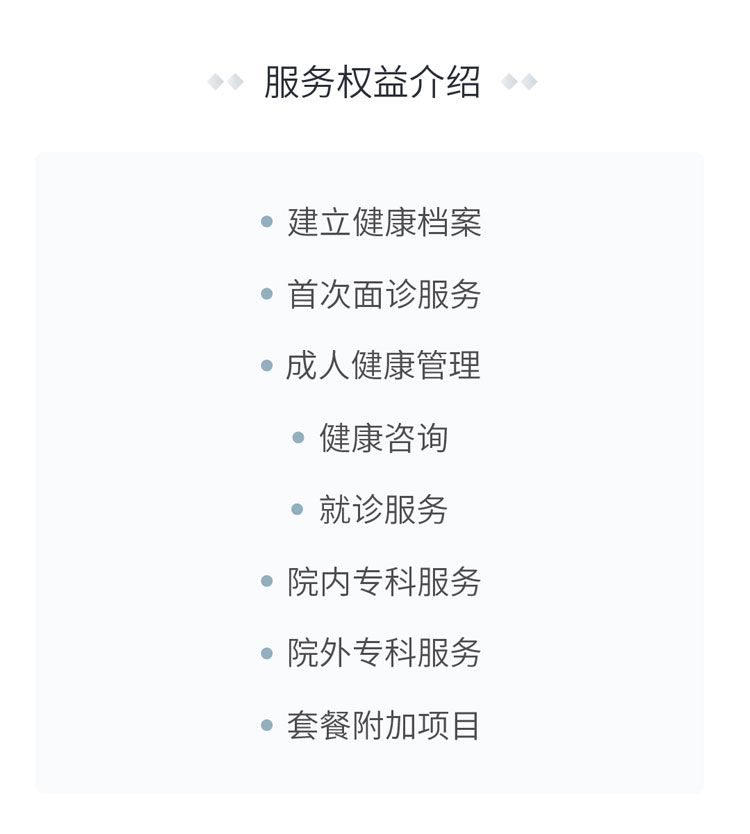 服务权益介绍
建立健康档案
首次面诊服务
成人健康管理
健康咨询
就诊服务
院内专科服务
院外专科服务
套餐附加项目